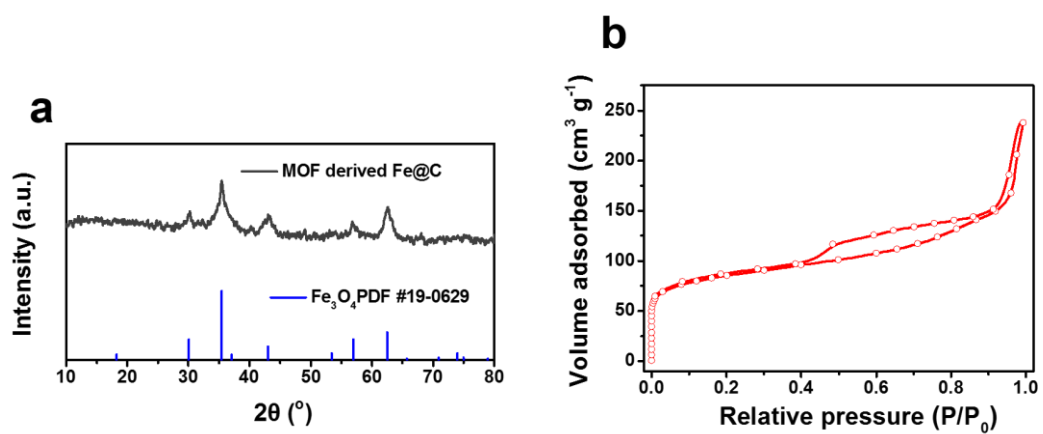 a
Intensity (a.u.)
MOF derived Fe@C
Fe₃O₄PDF #19-0629
10 20 30 40 50 60 70 80
2θ (°)
b
Volume adsorbed (cm³ g⁻¹)
250
200
150
100
50
0
0.0 0.2 0.4 0.6 0.8 1.0
Relative pressure (P/P₀)